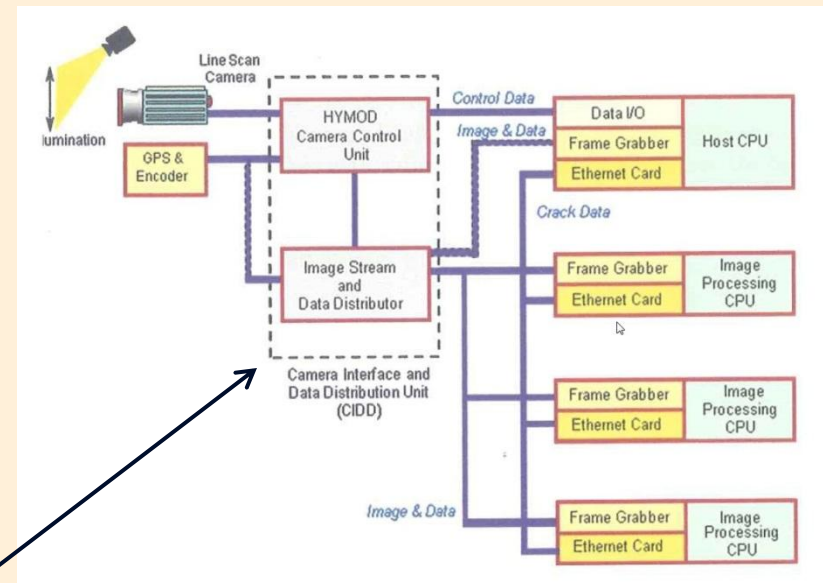 Line Scan
Camera
lumination
GPS &
Encoder
HYMOD
Camera Control
Unit
Image Stream
and
Data Distributor
Camera Interface and
Data Distribution Unit
(CIDD)
Control Data
Image & Data
Data I/O
Frame Grabber
Ethernet Card
Host CPU
Crack Data
Frame Grabber
Ethernet Card
Image
Processing
CPU
Frame Grabber
Ethernet Card
Image
Processing
CPU
Image & Data
Frame Grabber
Ethernet Card
Image
Processing
CPU